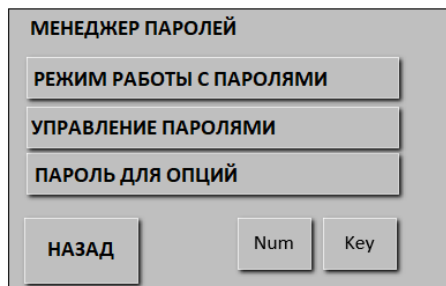 МЕНЕДЖЕР ПАРОЛЕЙ
РЕЖИМ РАБОТЫ С ПАРОЛЯМИ
УПРАВЛЕНИЕ ПАРОЛЯМИ
ПАРОЛЬ ДЛЯ ОПЦИЙ
НАЗАД Num Key